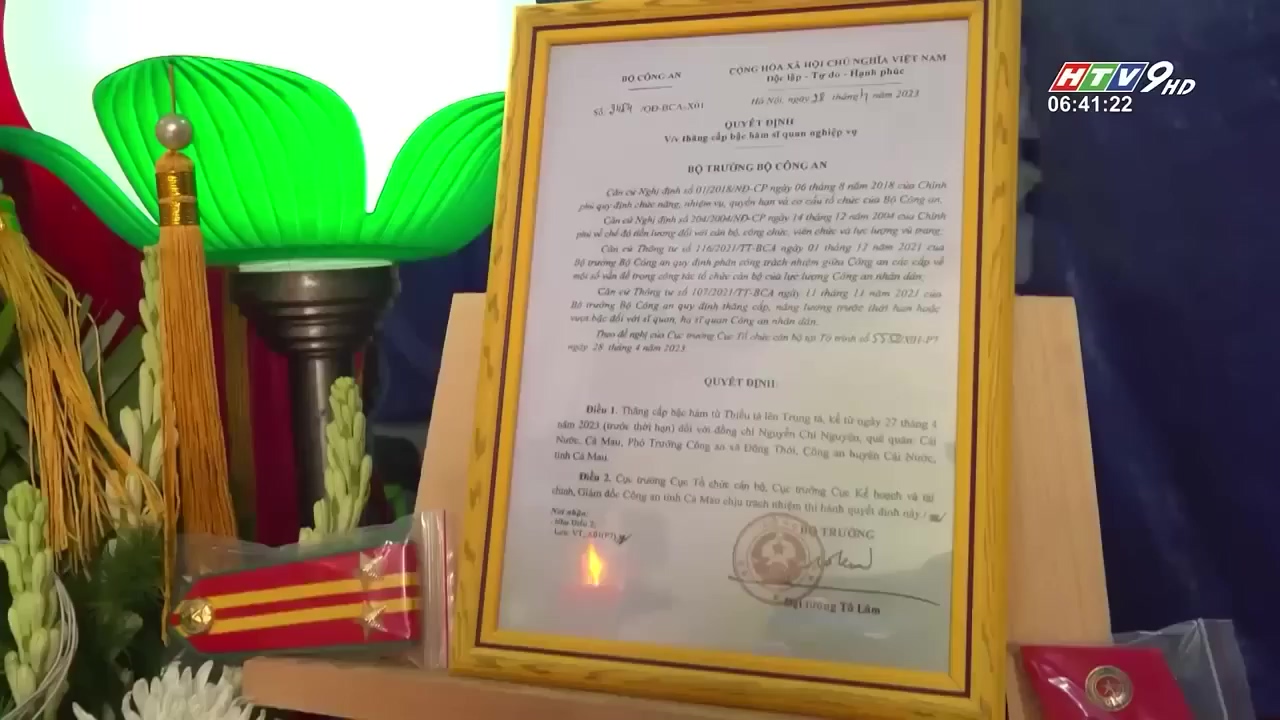 HTV9 HD
06:41:22
BỘ CÔNG AN
CỘNG HÒA XÃ HỘI CHỦ NGHĨA VIỆT NAM
Độc lập - Tự do - Hạnh phúc
Số: /QĐ-BCA-X01
Hà Nội, ngày 28 tháng 4 năm 2023
QUYẾT ĐỊNH
V/v thăng cấp bậc hàm sĩ quan nghiệp vụ
BỘ TRƯỞNG BỘ CÔNG AN
Căn cứ Nghị định số 01/2018/NĐ-CP ngày 06 tháng 8 năm 2018 của Chính
phủ quy định chức năng, nhiệm vụ, quyền hạn và cơ cấu tổ chức của Bộ Công an;
Căn cứ Nghị định số 204/2004/NĐ-CP ngày 14 tháng 12 năm 2004 của Chính
phủ về chế độ tiền lương đối với cán bộ, công chức, viên chức và lực lượng vũ trang;
Căn cứ Thông tư số 116/2021/TT-BCA ngày 01 tháng 12 năm 2021 của
Bộ trưởng Bộ Công an quy định phân công trách nhiệm giữa Công an các cấp về
một số vấn đề trong công tác tổ chức cán bộ của lực lượng Công an nhân dân;
Căn cứ Thông tư số 107/2021/TT-BCA ngày 11 tháng 11 năm 2021 của
Bộ trưởng Bộ Công an quy định thăng cấp, nâng lương trước thời hạn hoặc
vượt bậc đối với sĩ quan, hạ sĩ quan Công an nhân dân;
Theo đề nghị của Cục trưởng Cục Tổ chức cán bộ tại Tờ trình số /X01-P7
ngày 28 tháng 4 năm 2023.
QUYẾT ĐỊNH:
Điều 1. Thăng cấp bậc hàm từ Thiếu tá lên Trung tá, kể từ ngày 27 tháng 4
năm 2023 (trước thời hạn) đối với đồng chí Nguyễn Chí Nguyện, quê quán: Cái
Nước, Cà Mau, Phó Trưởng Công an xã Đông Thới, Công an huyện Cái Nước,
tỉnh Cà Mau.
Điều 2. Cục trưởng Cục Tổ chức cán bộ, Cục trưởng Cục Kế hoạch và tài
chính, Giám đốc Công an tỉnh Cà Mau chịu trách nhiệm thi hành quyết định này./.
Nơi nhận:
- Như Điều 2;
- Lưu: VT, X01(P7).
BỘ TRƯỞNG
Đại tướng Tô Lâm